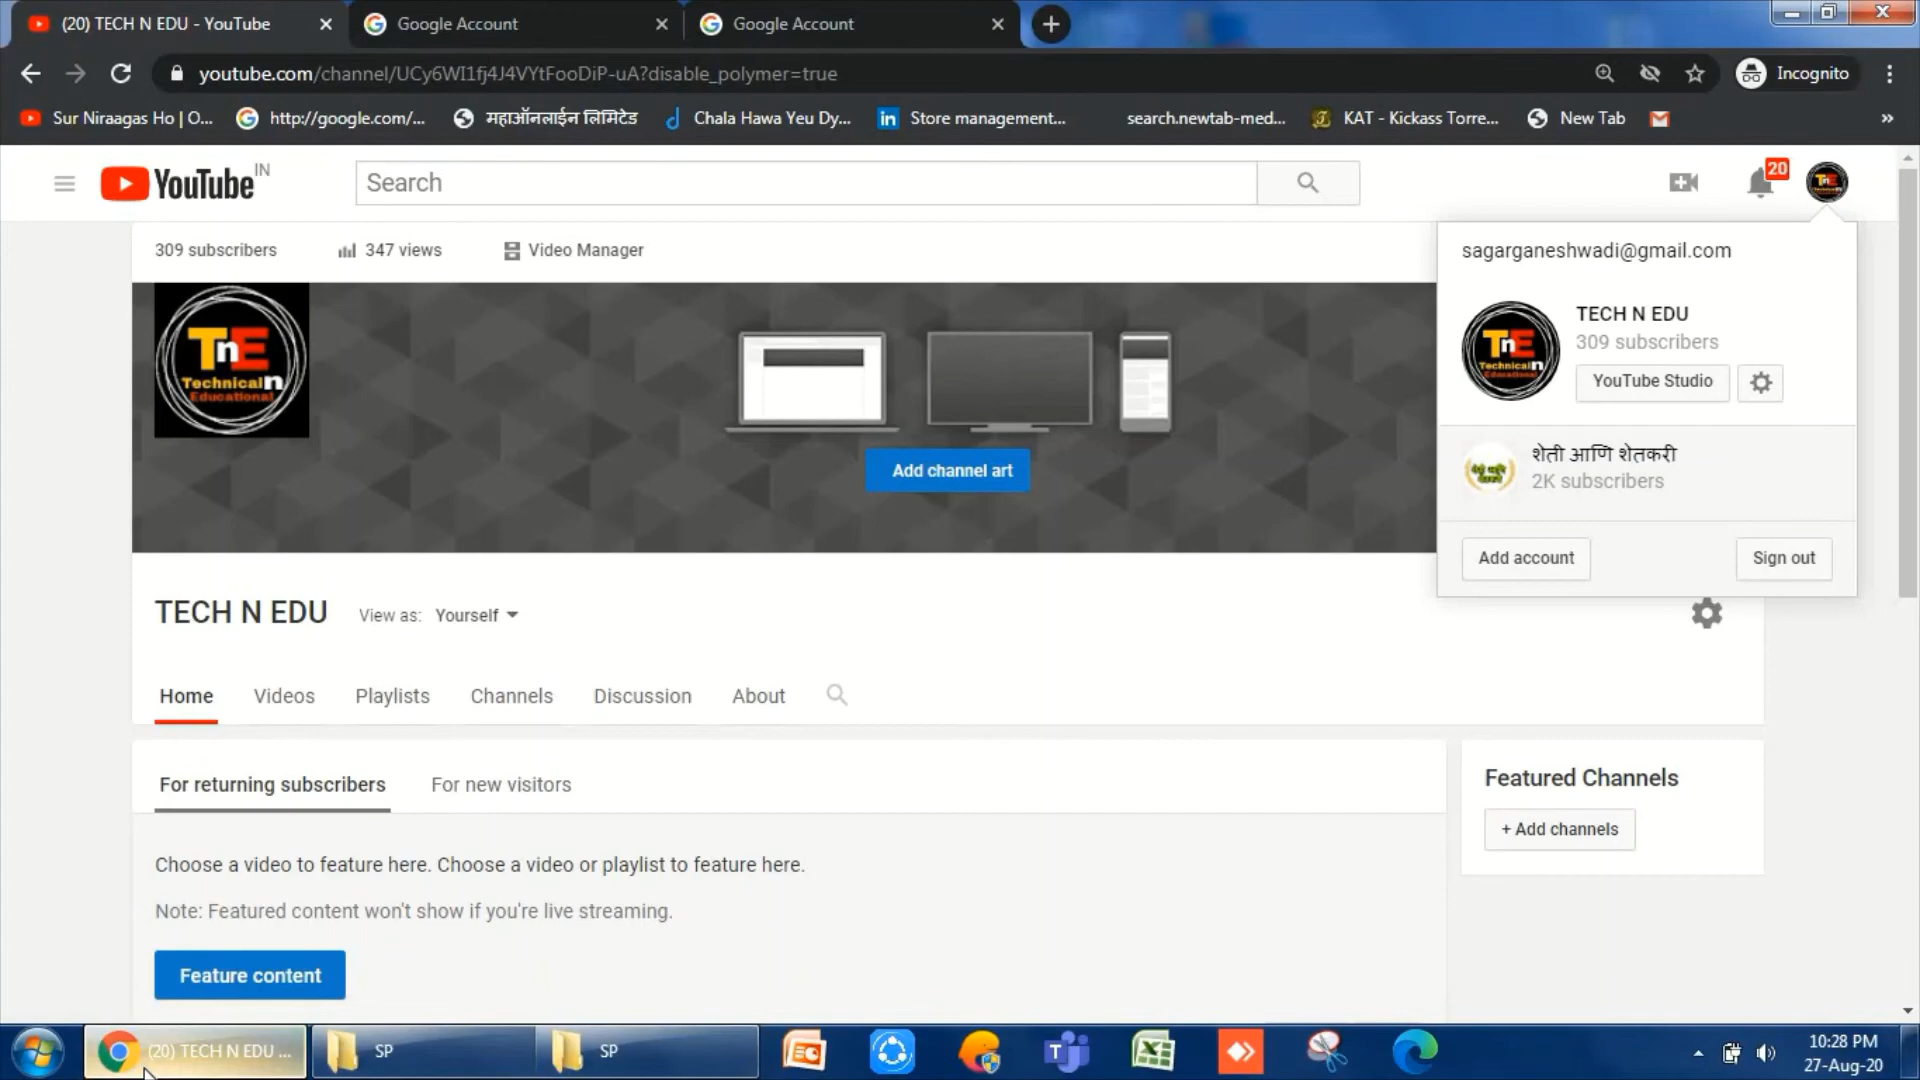 (20) TECH N EDU - YouTube
Google Account
Google Account
youtube.com/channel/UCy6WI1fj4J4VYtFooDiP-uA?disable_polymer=true
Incognito
Sur Niraagas Ho | O...
http://google.com/...
महाऑनलाईन लिमिटेड
Chala Hawa Yeu Dy...
Store management...
search.newtab-med...
KAT - Kickass Torre...
New Tab
»
YouTube IN
Search
20
309 subscribers
347 views
Video Manager
sagarganeshwadi@gmail.com
TnE
Technicaln
Educational
TnE
Technicaln
Educational
TECH N EDU
309 subscribers
YouTube Studio
शेती आणि शेतकरी
2K subscribers
Add channel art
Add account
Sign out
TECH N EDU
View as: Yourself
Home
Videos
Playlists
Channels
Discussion
About
For returning subscribers
For new visitors
Featured Channels
+ Add channels
Choose a video to feature here. Choose a video or playlist to feature here.
Note: Featured content won't show if you're live streaming.
Feature content
(20) TECH N EDU ...
SP
SP
10:28 PM
27-Aug-20